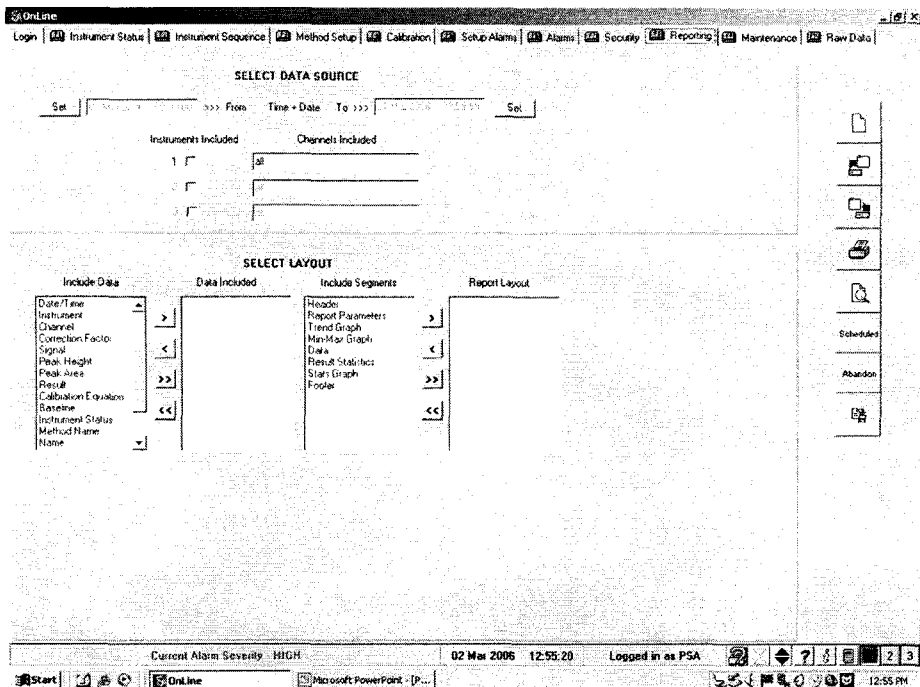 OnLine
Login Instrument Status Instrument Sequence Method Setup Calibration Setup Alarms Alarms Security Reporting Maintenance Raw Data
SELECT DATA SOURCE
Set >>> From Time + Date To >>> Set
Instruments Included Channels Included
1 all
2
3
SELECT LAYOUT
Include Data Data Included Include Segments Report Layout
Date/Time
Instrument
Channel
Correction Factor
Signal
Peak Height
Peak Area
Result
Calibration Equation
Baseline
Instrument Status
Method Name
Name
>
<
>>
<<
Header
Report Parameters
Trend Graph
Min-Max Graph
Data
Result Statistics
Stats Graph
Footer
>
<
>>
<<
Scheduled
Abandon
Current Alarm Severity HIGH 02 Mar 2006 12:55:20 Logged in as PSA ? 2 3
Start OnLine Microsoft PowerPoint - [P... 12:55 PM